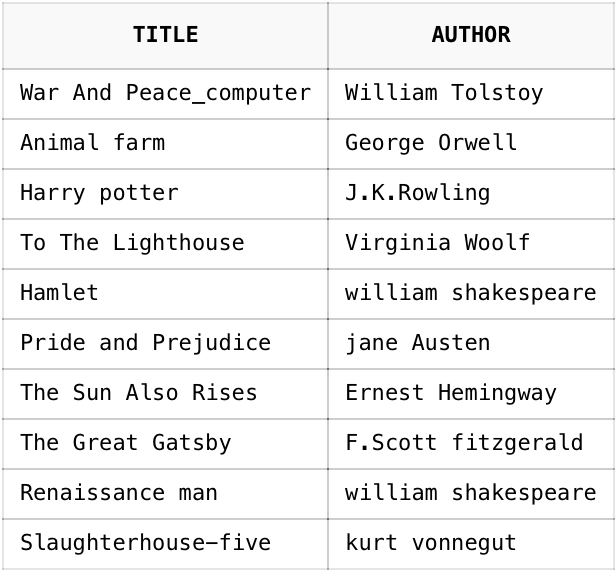 TITLE AUTHOR
War And Peace_computer William Tolstoy
Animal farm George Orwell
Harry potter J.K.Rowling
To The Lighthouse Virginia Woolf
Hamlet william shakespeare
Pride and Prejudice jane Austen
The Sun Also Rises Ernest Hemingway
The Great Gatsby F.Scott fitzgerald
Renaissance man william shakespeare
Slaughterhouse-five kurt vonnegut